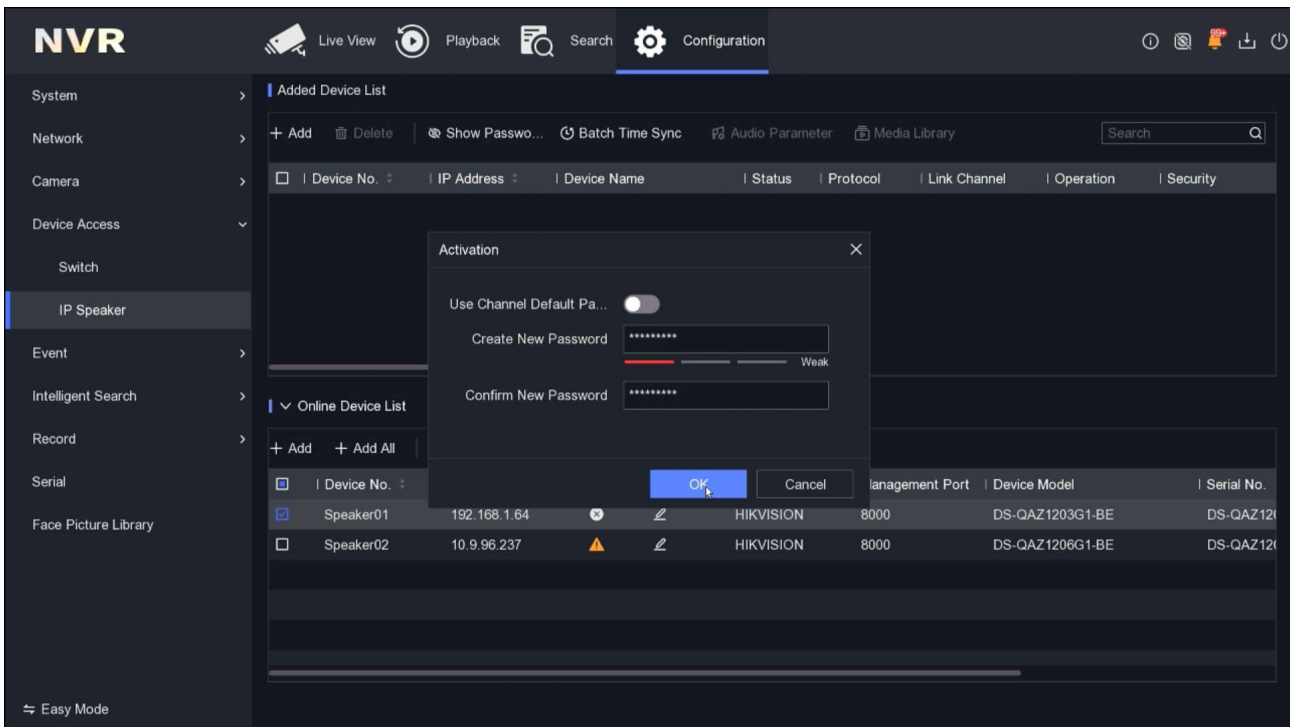 NVR
Live View Playback Search Configuration
99+
System
Network
Camera
Device Access
Switch
IP Speaker
Event
Intelligent Search
Record
Serial
Face Picture Library
Easy Mode
Added Device List
Add Delete Show Passwo... Batch Time Sync Audio Parameter Media Library Search
Device No. IP Address Device Name Status Protocol Link Channel Operation Security
Activation
Use Channel Default Pa...
Create New Password *********
Weak
Confirm New Password *********
OK Cancel
Online Device List
+ Add + Add All
Device No. Management Port Device Model Serial No.
Speaker01 192.168.1.64 HIKVISION 8000 DS-QAZ1203G1-BE DS-QAZ120
Speaker02 10.9.96.237 HIKVISION 8000 DS-QAZ1206G1-BE DS-QAZ120